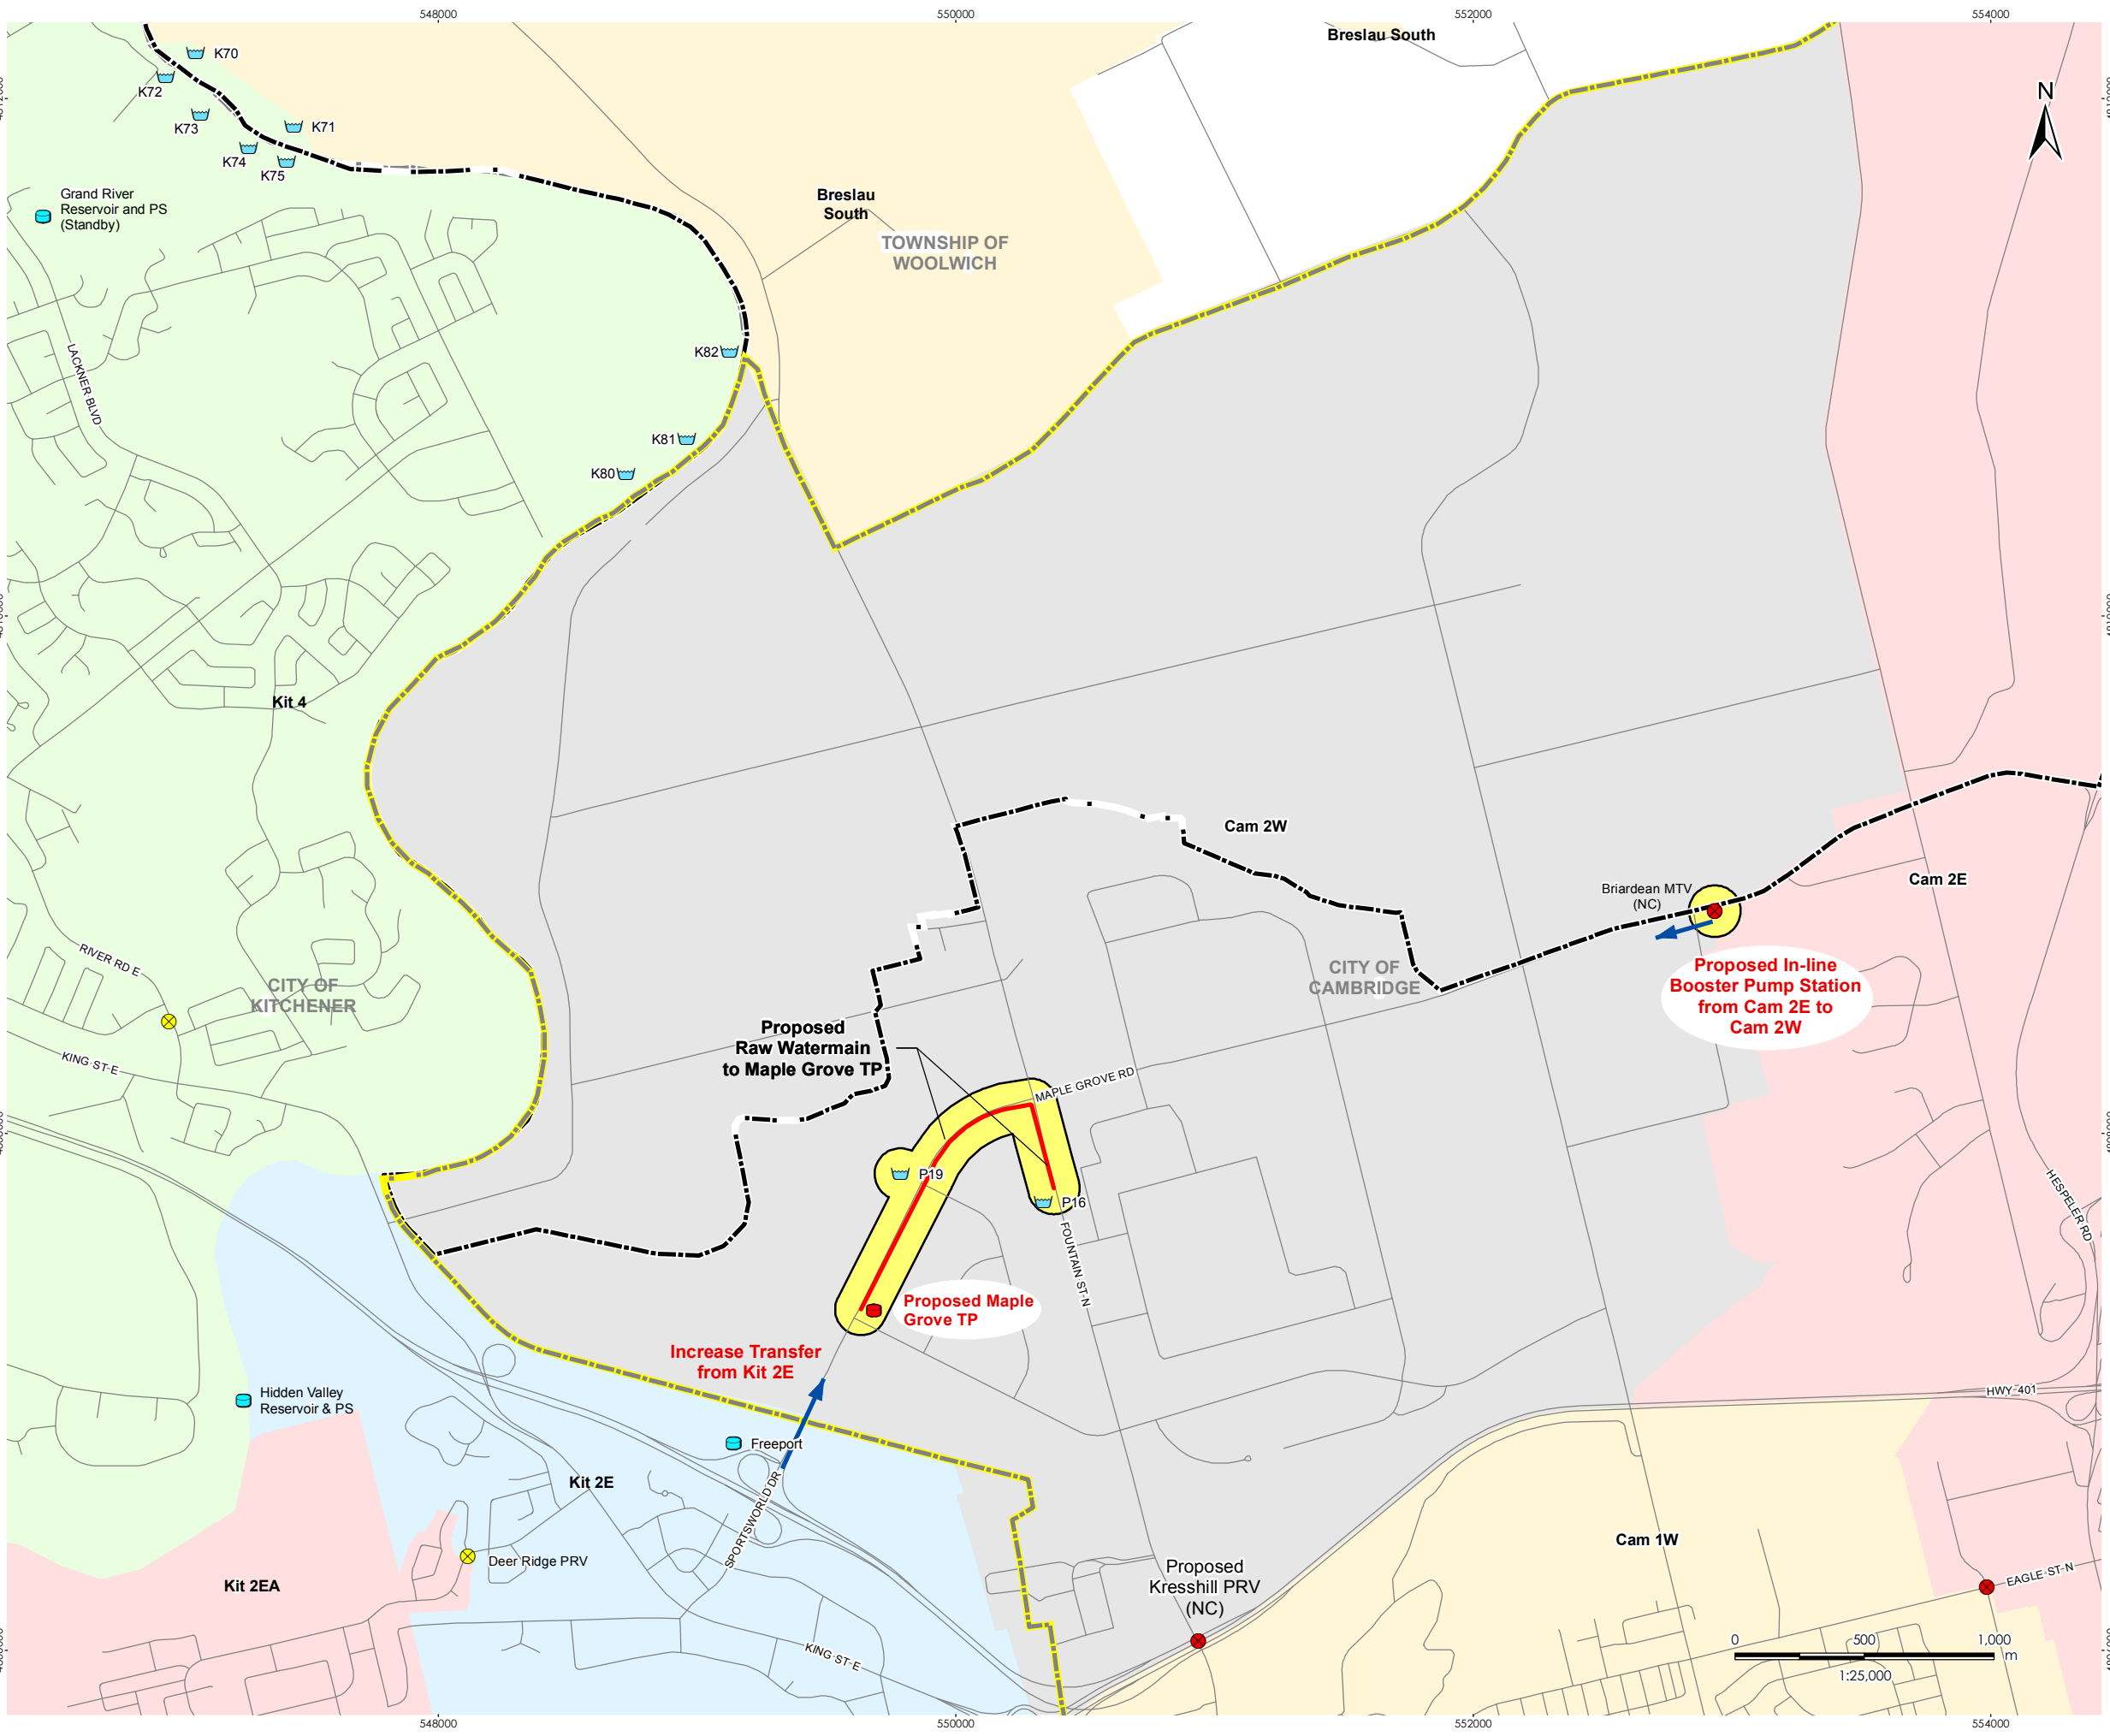 548000
550000
552000
554000
Breslau South
N
K70
K72
K73
K71
K74
K75
Grand River
Reservoir and PS
(Standby)
Breslau
South
TOWNSHIP OF
WOOLWICH
LACKNER BLVD
K82
K81
K80
Kit 4
Cam 2W
Cam 2E
Briardean MTV
(NC)
Proposed In-line
Booster Pump Station
from Cam 2E to
Cam 2W
RIVER RD E
CITY OF
KITCHENER
CITY OF
CAMBRIDGE
KING ST E
Proposed
Raw Watermain
to Maple Grove TP
MAPLE GROVE RD
P19
P16
FOUNTAIN ST N
HESPELER RD
Proposed Maple
Grove TP
Increase Transfer
from Kit 2E
Hidden Valley
Reservoir & PS
HWY 401
Freeport
Kit 2E
SPORTSWORLD DR
Deer Ridge PRV
Kit 2EA
Cam 1W
Proposed
Kresshill PRV
(NC)
EAGLE ST N
KING ST E
0
500
1,000
m
1:25,000
548000
550000
552000
554000